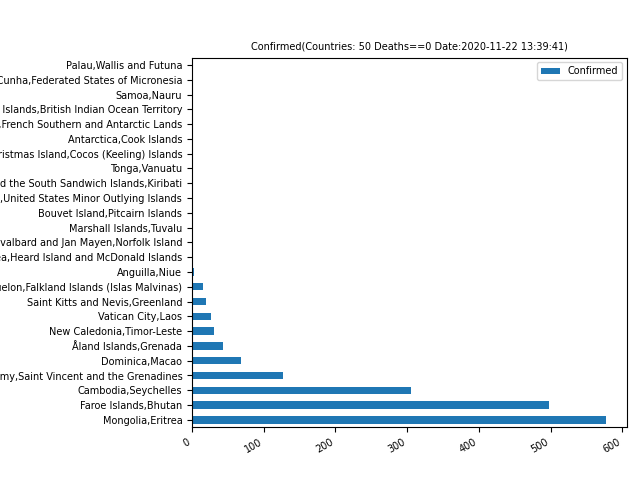 Confirmed(Countries: 50 Deaths==0 Date:2020-11-22 13:39:41)
Confirmed
Palau,Wallis and Futuna
Cunha,Federated States of Micronesia
Samoa,Nauru
Islands,British Indian Ocean Territory
,French Southern and Antarctic Lands
Antarctica,Cook Islands
Island,Cocos (Keeling) Islands
Tonga,Vanuatu
the South Sandwich Islands,Kiribati
,United States Minor Outlying Islands
Bouvet Island,Pitcairn Islands
Marshall Islands,Tuvalu
and Jan Mayen,Norfolk Island
,Heard Island and McDonald Islands
Anguilla,Niue
,Falkland Islands (Islas Malvinas)
Saint Kitts and Nevis,Greenland
Vatican City,Laos
New Caledonia,Timor-Leste
Åland Islands,Grenada
Dominica,Macao
,Saint Vincent and the Grenadines
Cambodia,Seychelles
Faroe Islands,Bhutan
Mongolia,Eritrea
0 100 200 300 400 500 600